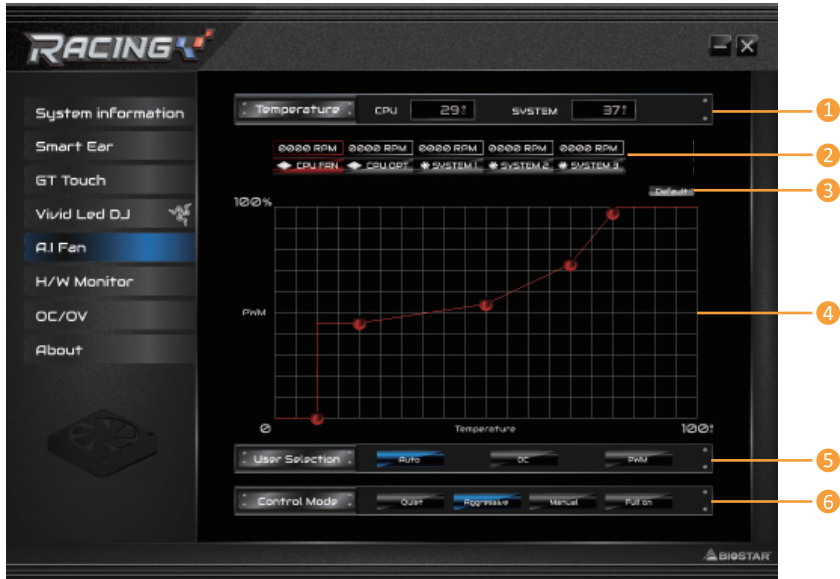 RACING
System information
Smart Ear
GT Touch
Vivid Led DJ
A.I Fan
H/W Monitor
OC/OV
About
Temperature CPU 29 SYSTEM 37 1
0000 RPM 0000 RPM 0000 RPM 0000 RPM 0000 RPM 2
CPU FAN CPU OPT SYSTEM 1 SYSTEM 2 SYSTEM 3
Default 3
100%
PWM 4
0 Temperature 100
User Selection Auto DC PWM 5
Control Mode Quiet Aggressive Manual Full on 6
BIOSTAR